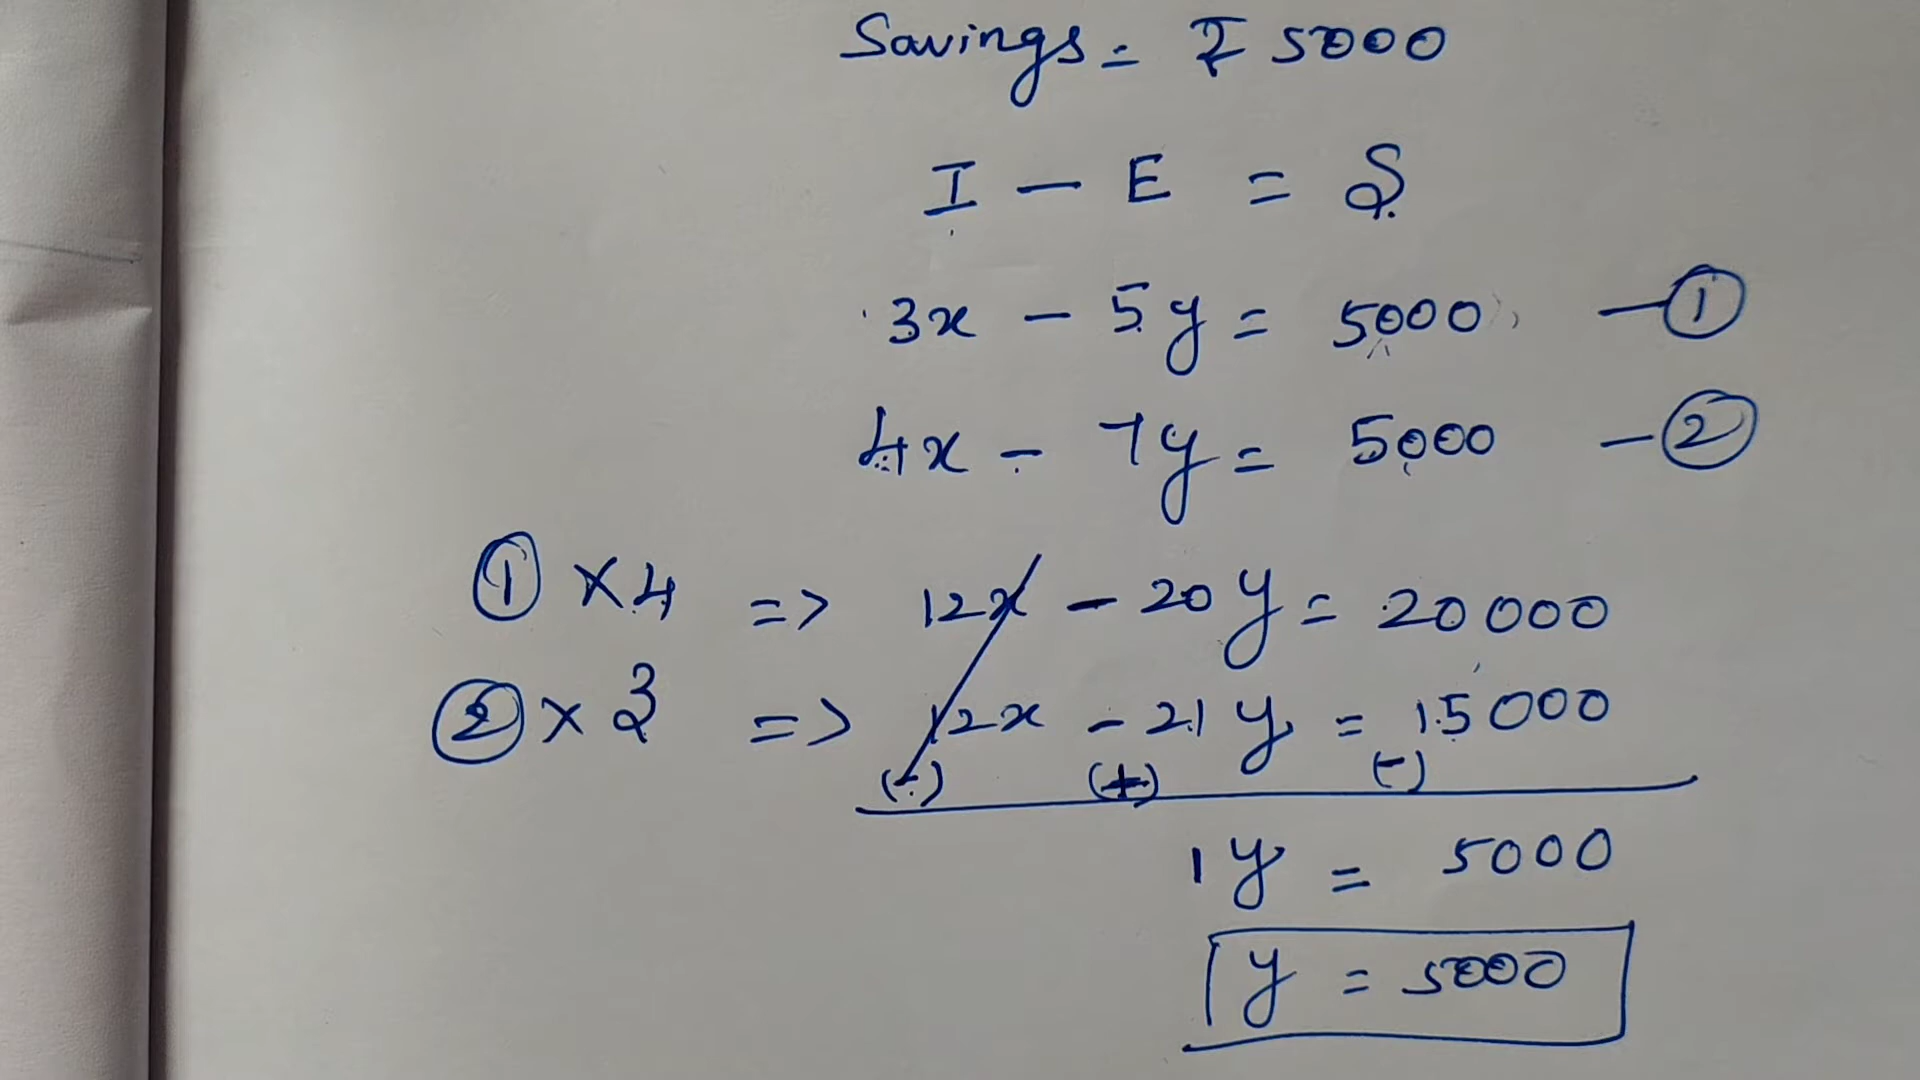 Savings = ₹ 5000
I - E = S
3x - 5y = 5000 - ①
4x - 7y = 5000 - ②
① × 4 => 12x - 20y = 20000
② × 3 => 12x - 21y = 15000
(-) (+) (-)
1y = 5000
y = 5000